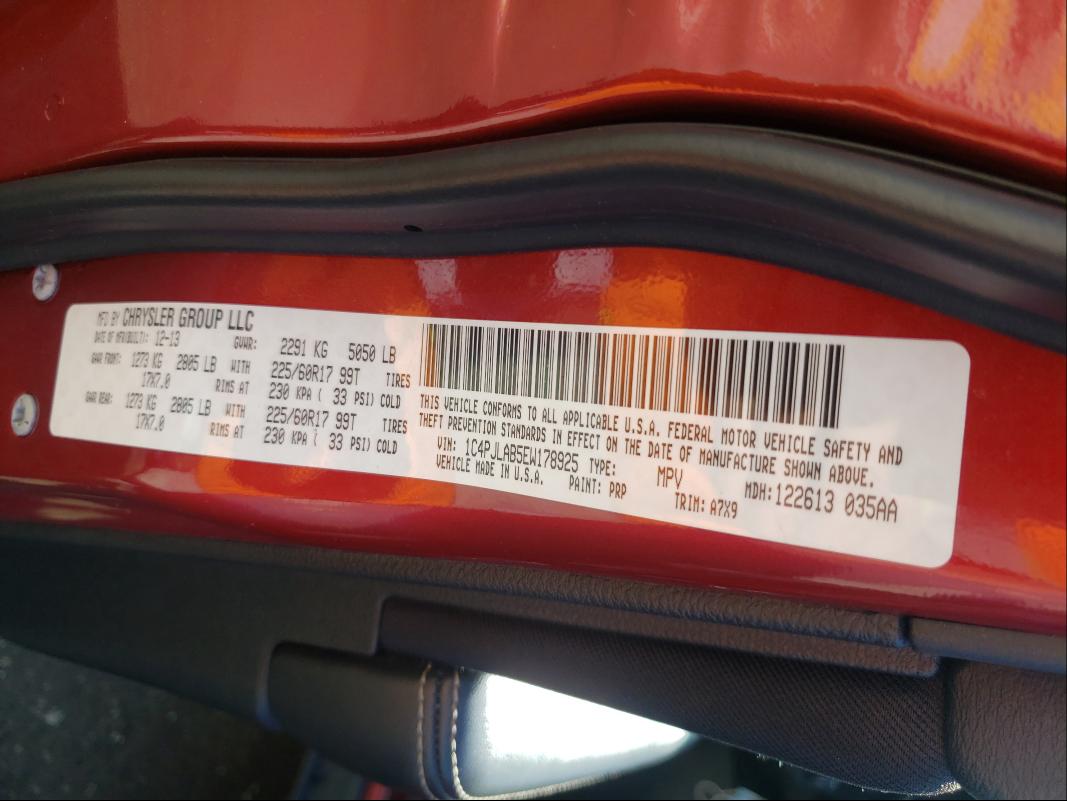 MFD BY CHRYSLER GROUP LLC
DATE OF MFR(BUILT): 12-13 GVWR: 2291 KG 5050 LB
GAWR FRONT: 1273 KG 2805 LB WITH 225/60R17 99T TIRES
17X7.0 RIMS AT 230 KPA ( 33 PSI) COLD
GAWR REAR: 1273 KG 2805 LB WITH 225/60R17 99T TIRES
17X7.0 RIMS AT 230 KPA ( 33 PSI) COLD
THIS VEHICLE CONFORMS TO ALL APPLICABLE U.S.A. FEDERAL MOTOR VEHICLE SAFETY AND
THEFT PREVENTION STANDARDS IN EFFECT ON THE DATE OF MANUFACTURE SHOWN ABOVE.
VIN: 1C4PJLAB5EW178925 TYPE: MPV MDH: 122613 035AA
VEHICLE MADE IN U.S.A. PAINT: PRP TRIM: A7X9